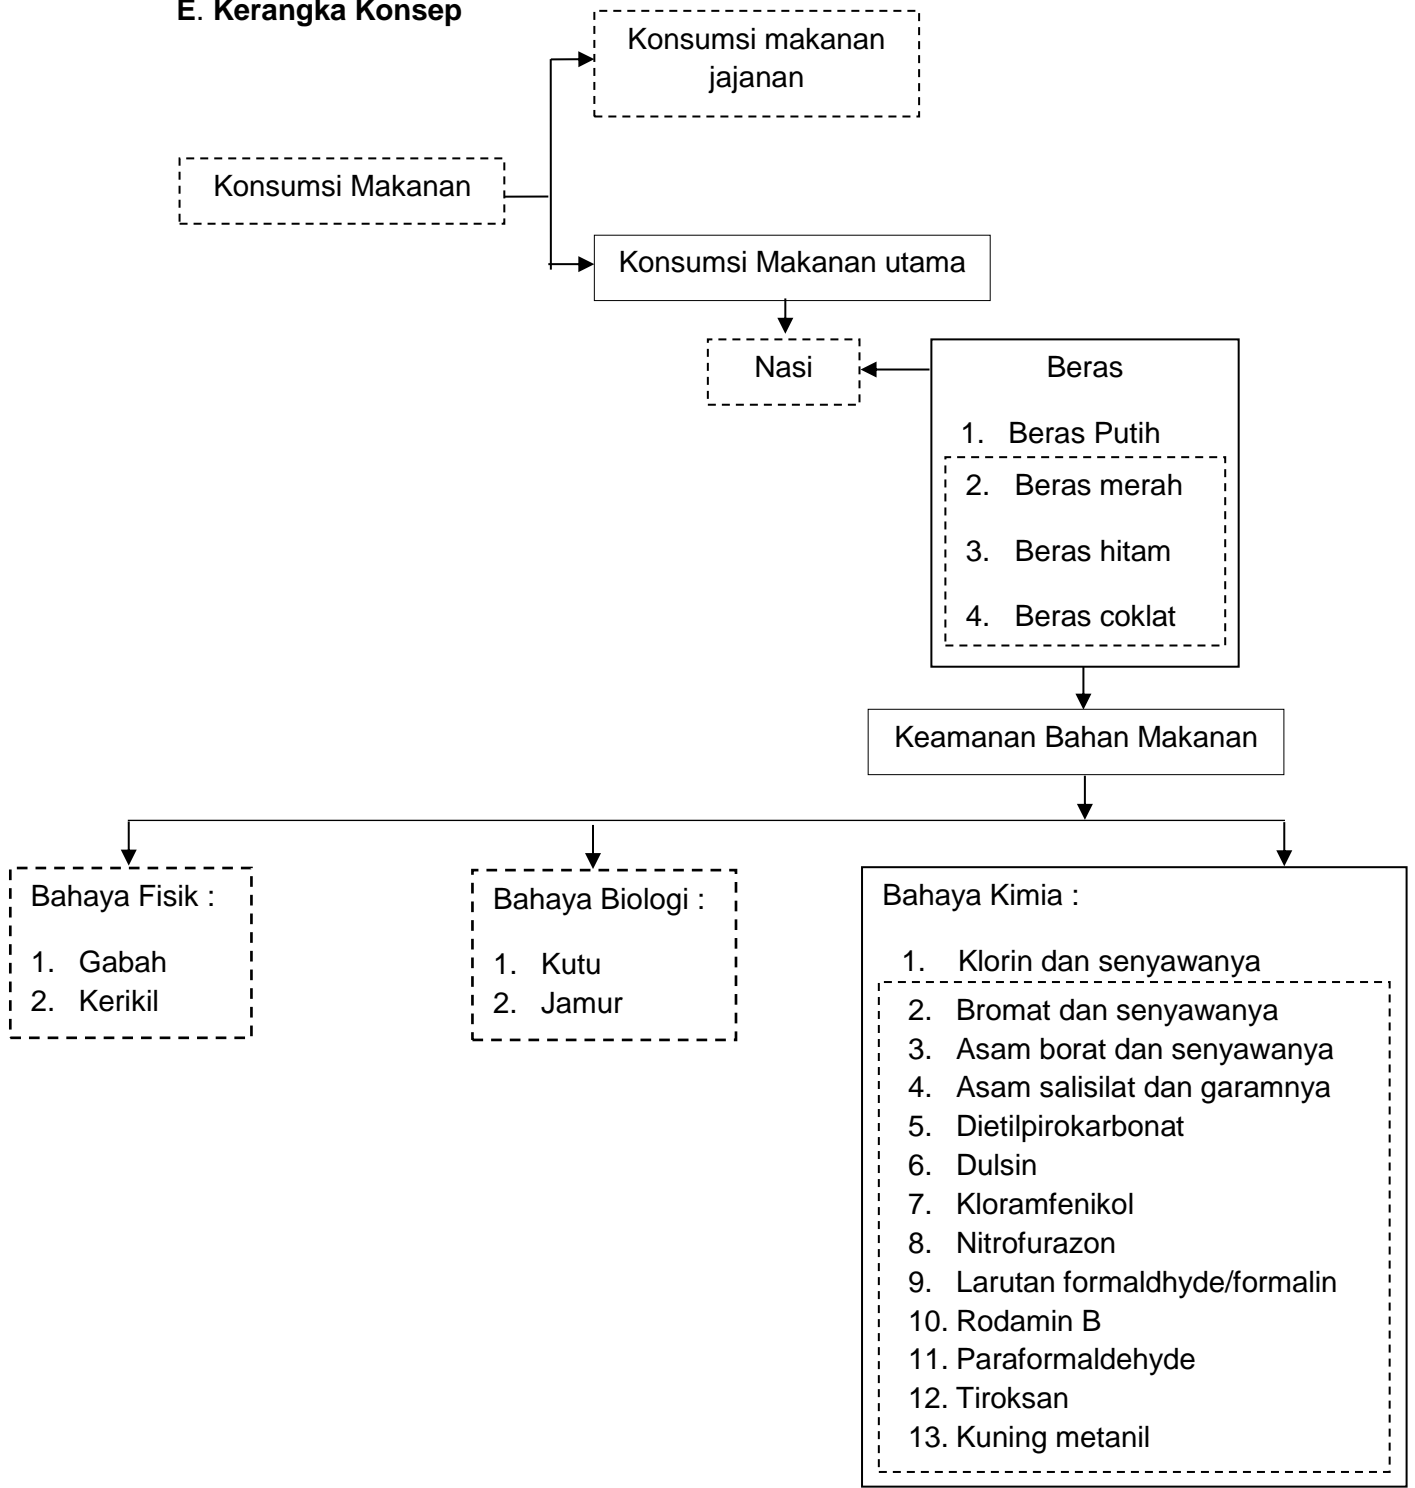 E. Kerangka Konsep
Konsumsi makanan
jajanan
Konsumsi Makanan
Konsumsi Makanan utama
Nasi
Beras
1. Beras Putih
2. Beras merah
3. Beras hitam
4. Beras coklat
Keamanan Bahan Makanan
Bahaya Fisik :
1. Gabah
2. Kerikil
Bahaya Biologi :
1. Kutu
2. Jamur
Bahaya Kimia :
1. Klorin dan senyawanya
2. Bromat dan senyawanya
3. Asam borat dan senyawanya
4. Asam salisilat dan garamnya
5. Dietilpirokarbonat
6. Dulsin
7. Kloramfenikol
8. Nitrofurazon
9. Larutan formaldhyde/formalin
10. Rodamin B
11. Paraformaldehyde
12. Tiroksan
13. Kuning metanil